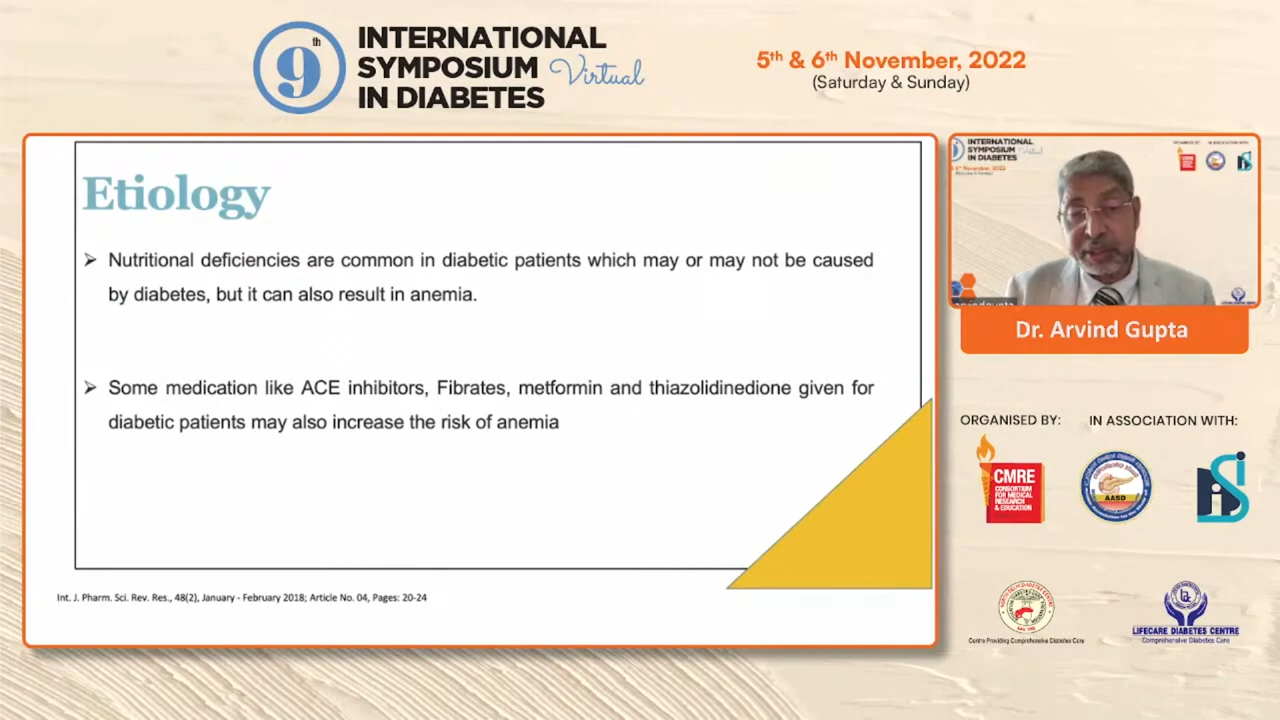 9th
INTERNATIONAL
SYMPOSIUM Virtual
IN DIABETES
5th & 6th November, 2022
(Saturday & Sunday)
Etiology
➢ Nutritional deficiencies are common in diabetic patients which may or may not be caused
by diabetes, but it can also result in anemia.
➢ Some medication like ACE inhibitors, Fibrates, metformin and thiazolidinedione given for
diabetic patients may also increase the risk of anemia
Int. J. Pharm. Sci. Rev. Res., 48(2), January - February 2018; Article No. 04, Pages: 20-24
INTERNATIONAL
SYMPOSIUM Virtual
IN DIABETES
Dr. Arvind Gupta
ORGANISED BY:
IN ASSOCIATION WITH:
CMRE
CONSORTIUM
FOR MEDICAL
RESEARCH
& EDUCATION
AASD
Centre Providing Comprehensive Diabetes Care
LIFECARE DIABETES CENTRE
Comprehensive Diabetes Care